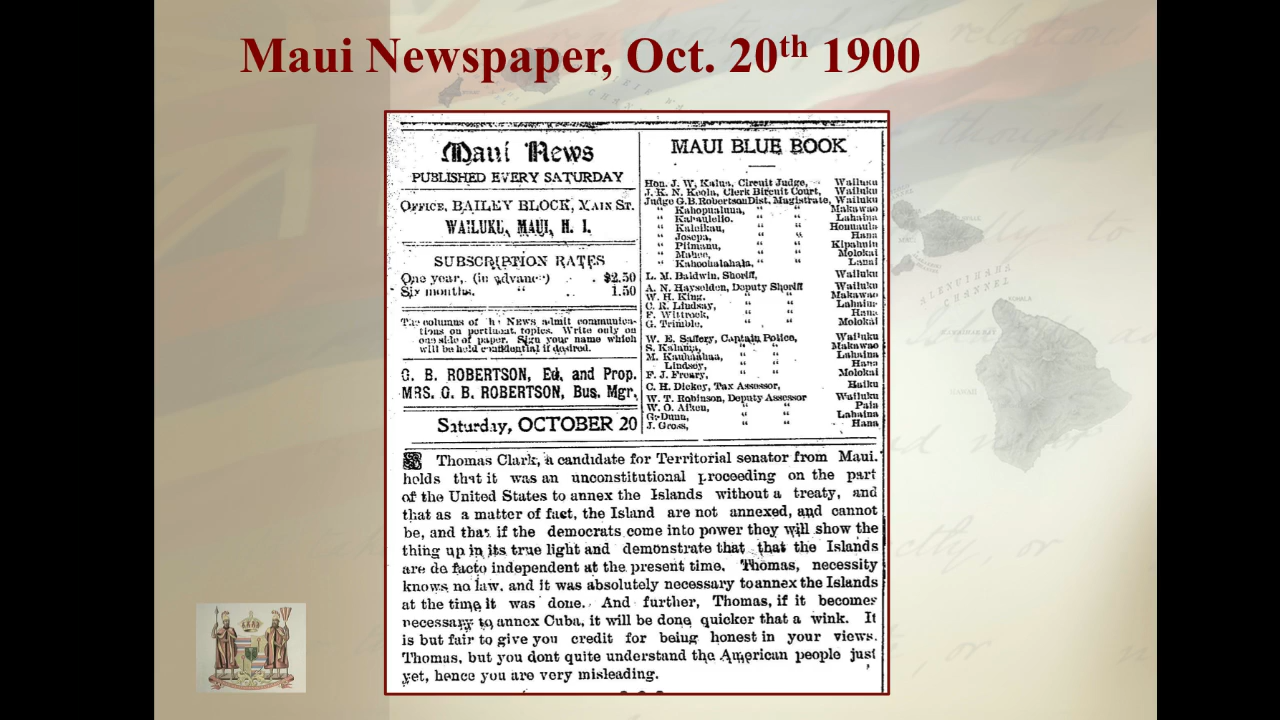 Maui Newspaper, Oct. 20th 1900
Maui News
PUBLISHED EVERY SATURDAY
OFFICE, BAILEY BLOCK, MAIN ST.
WAILUKU, MAUI, H. I.
SUBSCRIPTION RATES
One year, (in advance) . . $2.50
Six months, “ . . 1.50
The columns of the NEWS admit communica-
tions on pertinent topics. Write only on
one side of paper. Sign your name which
will be held confidential if desired.
G. B. ROBERTSON, Ed. and Prop.
MRS. G. B. ROBERTSON, Bus. Mgr.
Saturday, OCTOBER 20
MAUI BLUE BOOK
Hon. J. W. Kalua, Circuit Judge, Wailuku
J. K. N. Keola, Clerk Circuit Court, Wailuku
Judge G. B. Robertson Dist. Magistrate, Wailuku
“ Kahopualuna, “ “ Makawao
“ Kahaulelio, “ “ Lahaina
“ Kaleikau, “ “ Honuaula
“ Josepa, “ “ Hana
“ Piimanu, “ “ Kipahulu
“ Mahoe, “ “ Molokai
“ Kahoohalahala, “ “ Lanai
L. M. Baldwin, Sheriff, Wailuku
A. N. Hayselden, Deputy Sheriff Wailuku
W. H. King, “ “ Makawao
C. R. Lindsay, “ “ Lahaina
F. Wittrock, “ “ Hana
G. Trimble, “ “ Molokai
W. E. Saffery, Captain Police, Wailuku
S. Kalama, “ “ Makawao
M. Kauhaahaa, “ “ Lahaina
Lindsey, “ “ Hana
F. J. Freary, “ “ Molokai
C. H. Dickey, Tax Assessor, Haiku
W. T. Robinson, Deputy Assessor Wailuku
W. O. Aiken, “ “ Paia
G. Dunn, “ “ Lahaina
J. Gross, “ “ Hana
Thomas Clark, a candidate for Territorial senator from Maui.
holds that it was an unconstitutional proceeding on the part
of the United States to annex the Islands without a treaty, and
that as a matter of fact, the Island are not annexed, and cannot
be, and that if the democrats come into power they will show the
thing up in its true light and demonstrate that that the Islands
are de facto independent at the present time. Thomas, necessity
knows no law. and it was absolutely necessary to annex the Islands
at the time it was done. And further, Thomas, if it becomes
necessary to annex Cuba, it will be done quicker that a wink. It
is but fair to give you credit for being honest in your views.
Thomas, but you dont quite understand the American people just
yet, hence you are very misleading.
ALENUIHAHA
CHANNEL
HAWAII